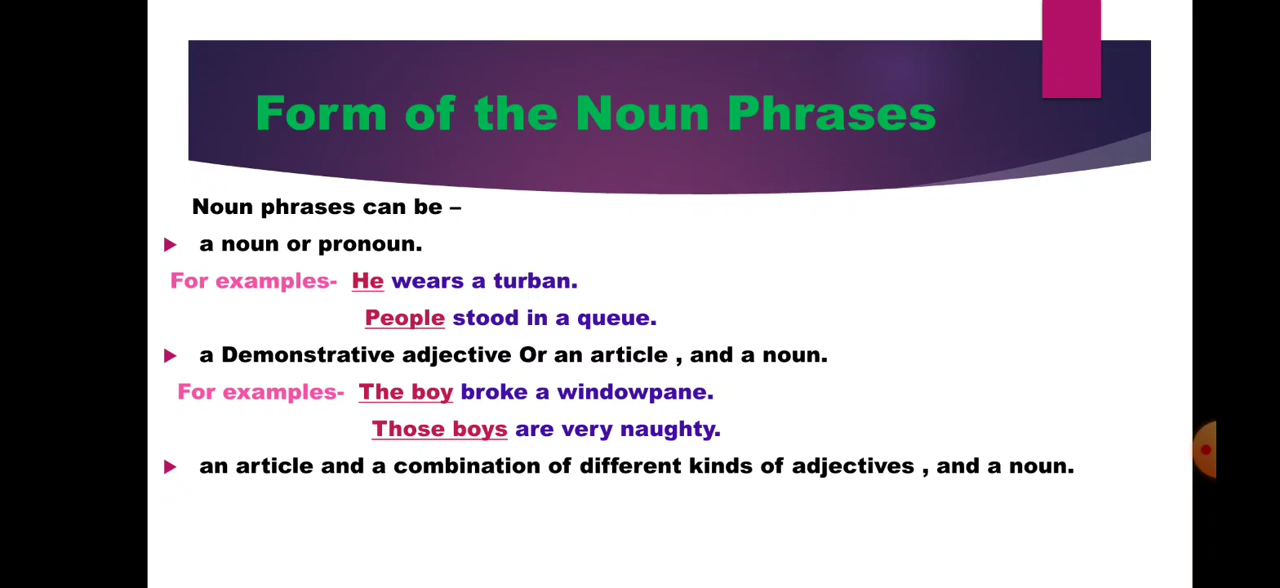 Form of the Noun Phrases
Noun phrases can be –
a noun or pronoun.
For examples- He wears a turban.
People stood in a queue.
a Demonstrative adjective Or an article , and a noun.
For examples- The boy broke a windowpane.
Those boys are very naughty.
an article and a combination of different kinds of adjectives , and a noun.